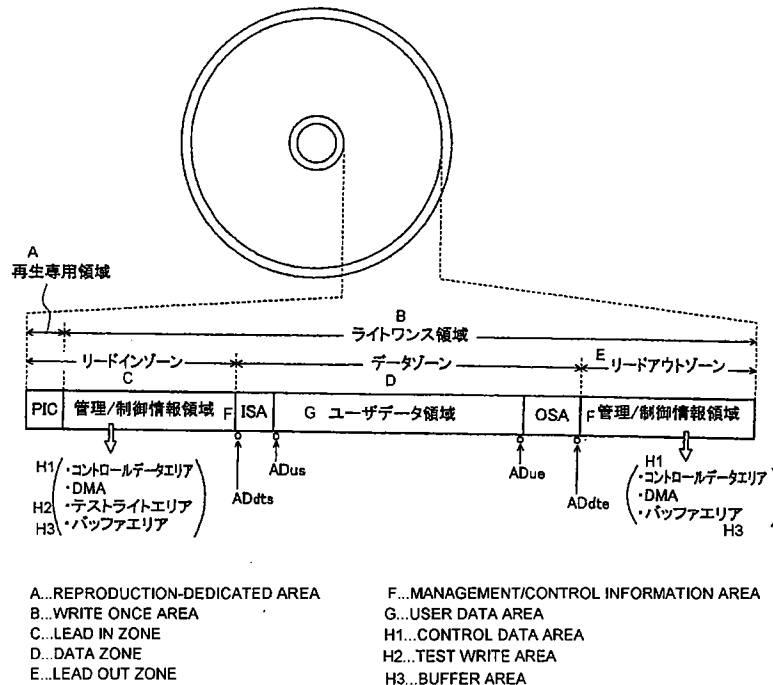 A
再生専用領域
B
ライトワンス領域
リードインゾーン
C
データゾーン
D
E
リードアウトゾーン
PIC
管理/制御情報領域
F
ISA
G ユーザデータ領域
OSA
F 管理/制御情報領域
ADdts
ADus
ADue
ADdte
H1
・コントロールデータエリア
・DMA
H2
・テストライトエリア
H3
・バッファエリア
H1
・コントロールデータエリア
・DMA
・バッファエリア
H3
A...REPRODUCTION-DEDICATED AREA
B...WRITE ONCE AREA
C...LEAD IN ZONE
D...DATA ZONE
E...LEAD OUT ZONE
F...MANAGEMENT/CONTROL INFORMATION AREA
G...USER DATA AREA
H1...CONTROL DATA AREA
H2...TEST WRITE AREA
H3...BUFFER AREA